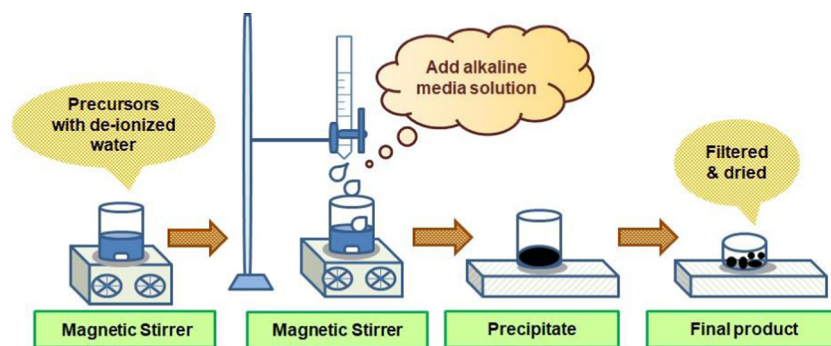 Precursors
with de-ionized
water
Add alkaline
media solution
Filtered
& dried
Magnetic Stirrer
Magnetic Stirrer
Precipitate
Final product